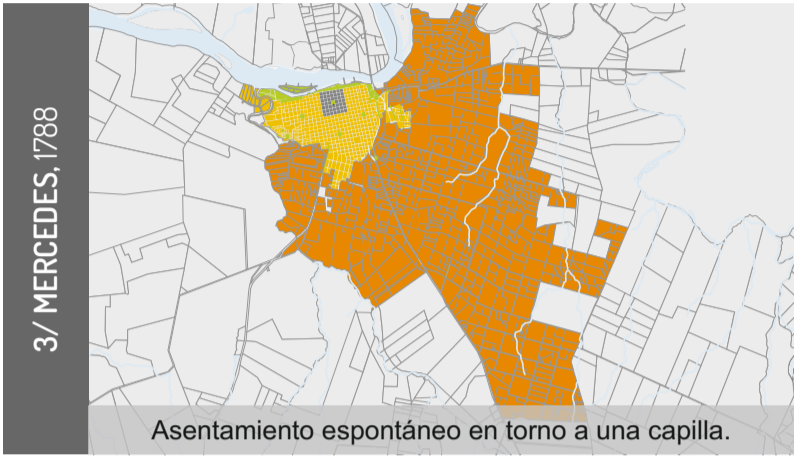 3/ MERCEDES, 1788
Asentamiento espontáneo en torno a una capilla.